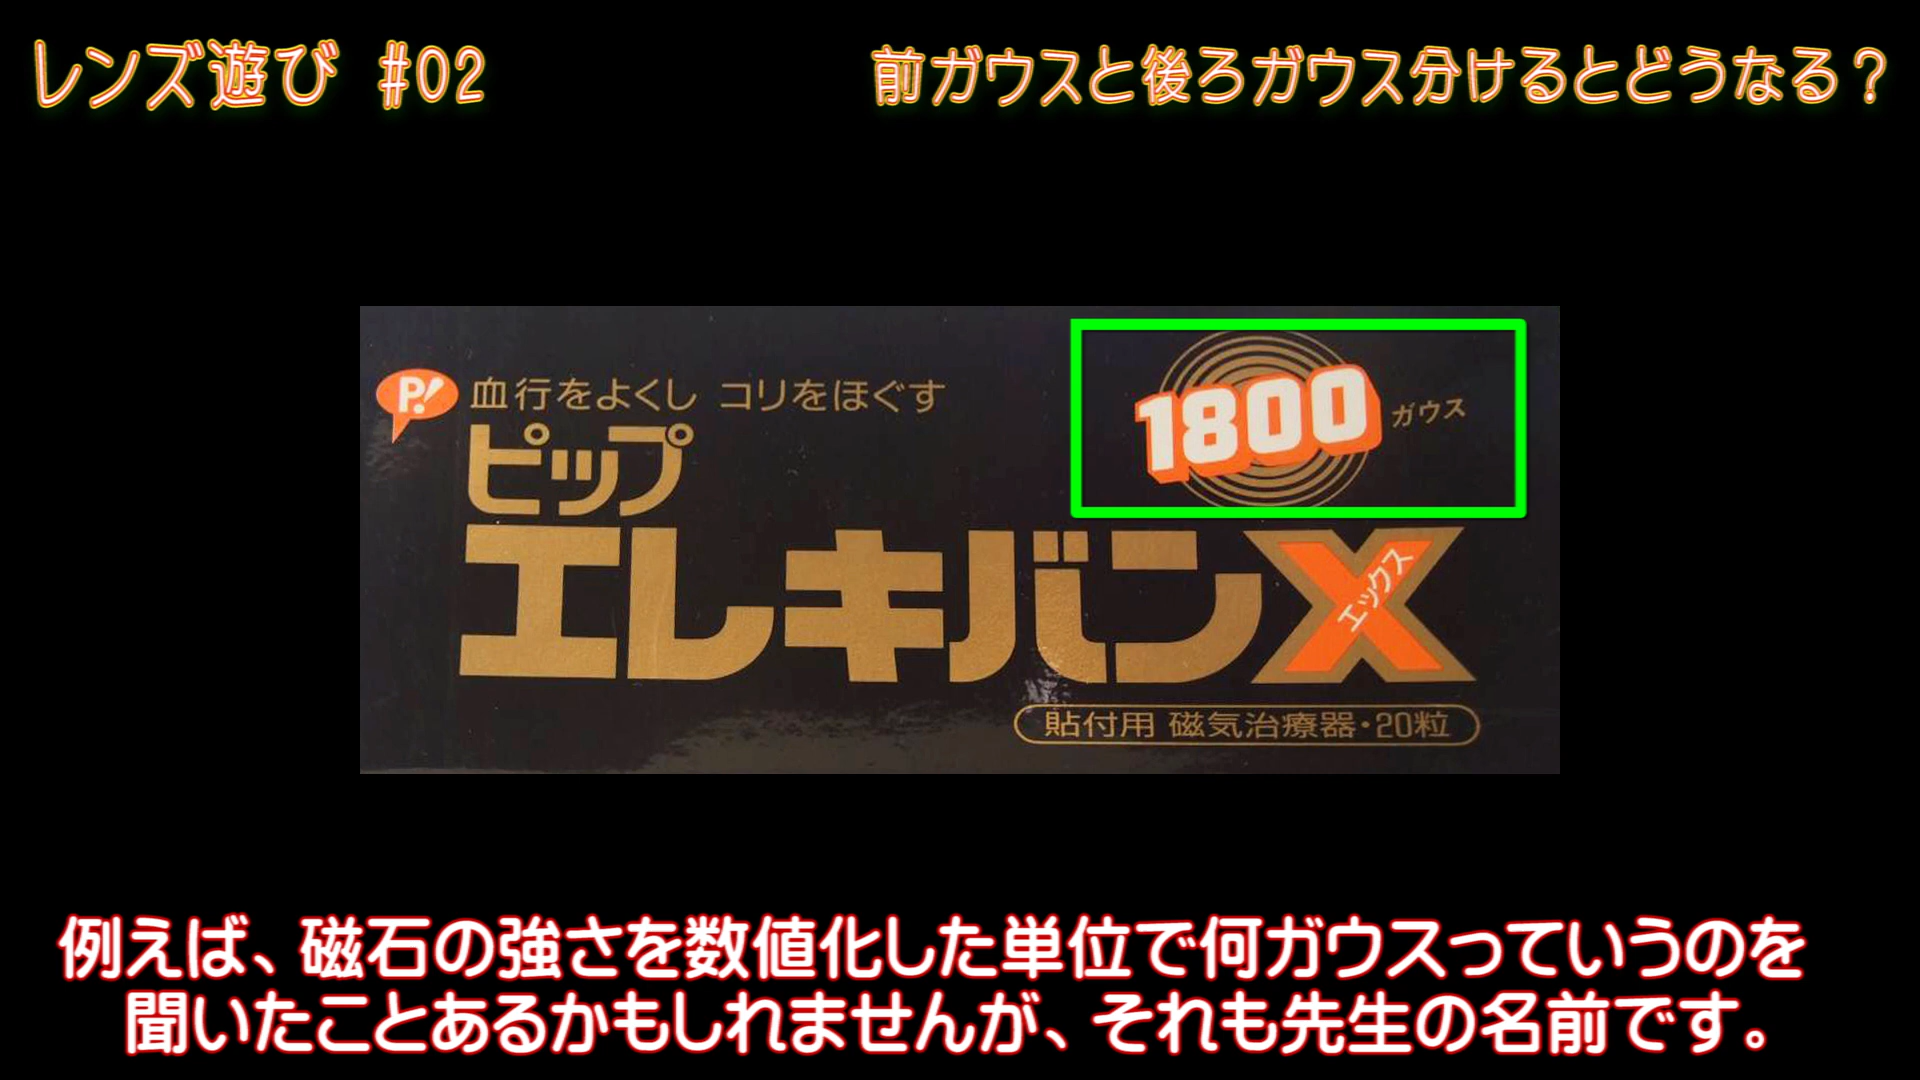 レンズ遊び #02
前ガウスと後ろガウス分けるとどうなる？
P!
血行をよくし コリをほぐす
1800 ガウス
ピップ
エレキバンX
エックス
貼付用 磁気治療器・20粒
例えば、磁石の強さを数値化した単位で何ガウスっていうのを
聞いたことあるかもしれませんが、それも先生の名前です。